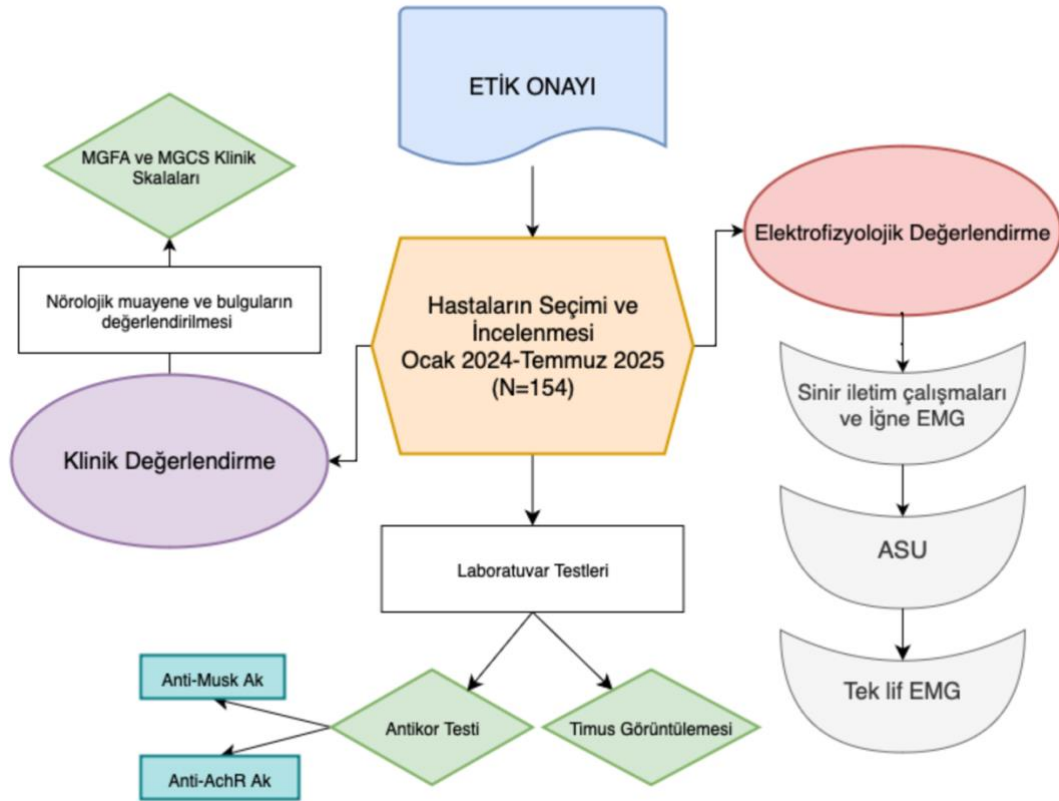 ETİK ONAYI
MGFA ve MGCS Klinik
Skalaları
Nörolojik muayene ve bulguların
değerlendirilmesi
Klinik Değerlendirme
Hastaların Seçimi ve
İncelenmesi
Ocak 2024-Temmuz 2025
(N=154)
Elektrofizyolojik Değerlendirme
Sinir iletim çalışmaları
ve İğne EMG
ASU
Tek lif EMG
Laboratuvar Testleri
Antikor Testi
Timus Görüntülemesi
Anti-Musk Ak
Anti-AchR Ak